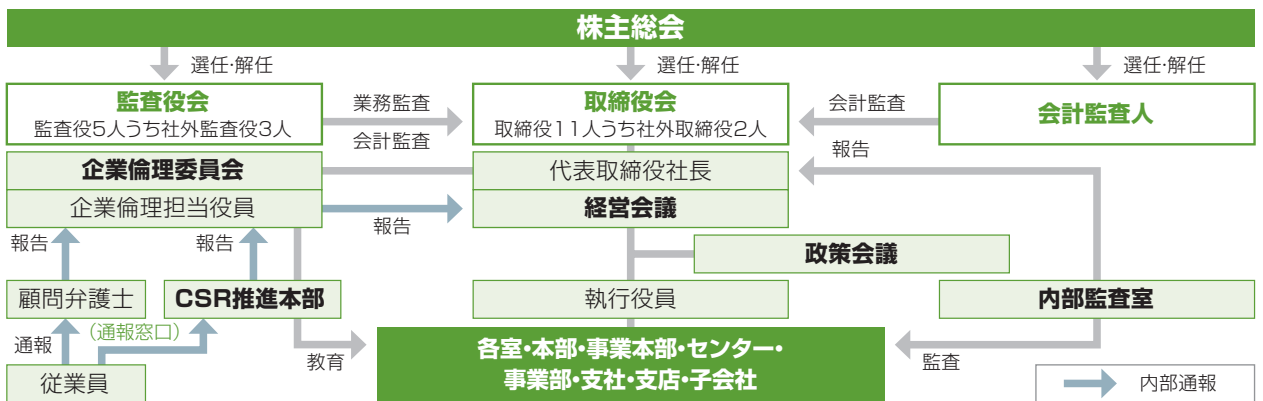 株主総会
選任・解任
選任・解任
選任・解任
監査役会
監査役5人うち社外監査役3人
業務監査
会計監査
取締役会
取締役11人うち社外取締役2人
会計監査
会計監査人
報告
企業倫理委員会
企業倫理担当役員
代表取締役社長
経営会議
報告
報告
報告
政策会議
顧問弁護士
CSR推進本部
執行役員
内部監査室
通報
(通報窓口)
従業員
教育
各室・本部・事業本部・センター・
事業部・支社・支店・子会社
監査
内部通報